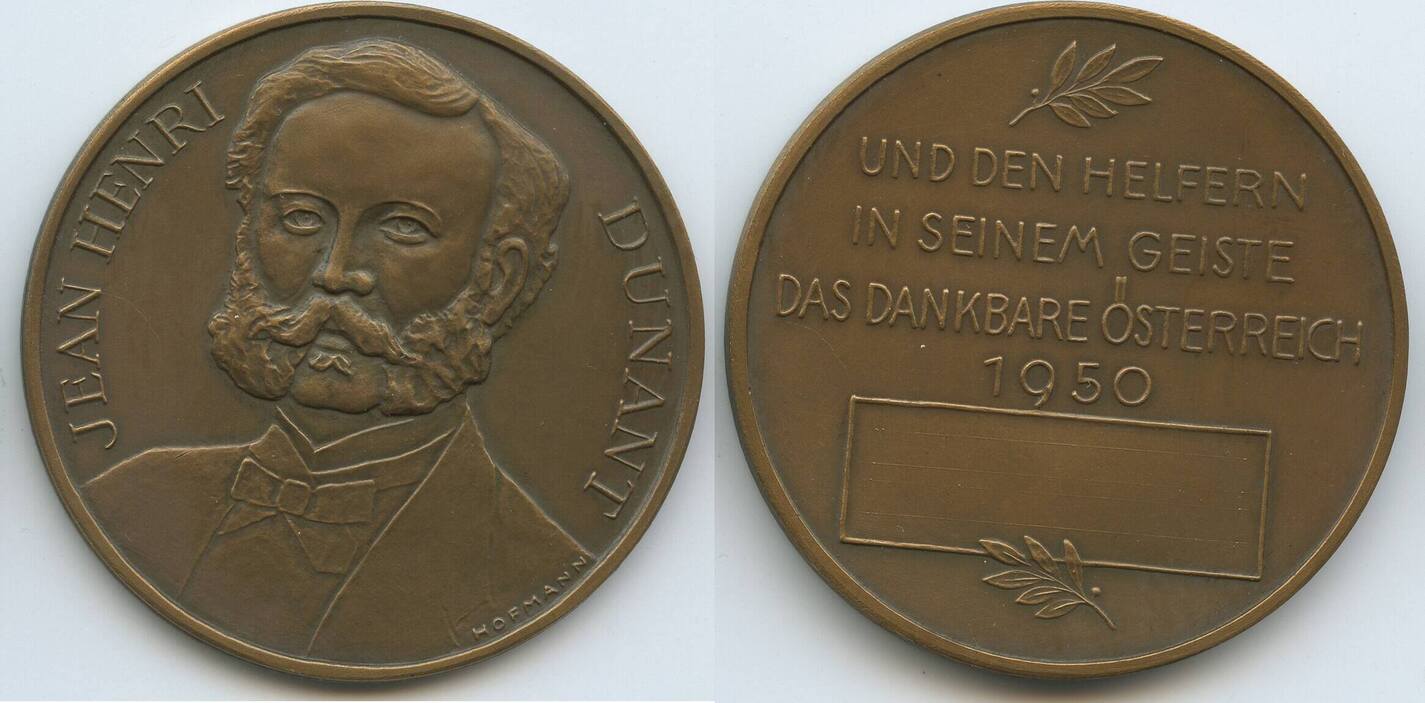 JEAN HENRI DUNANT
HOFMANN
UND DEN HELFERN
IN SEINEM GEISTE
DAS DANKBARE ÖSTERREICH
1950